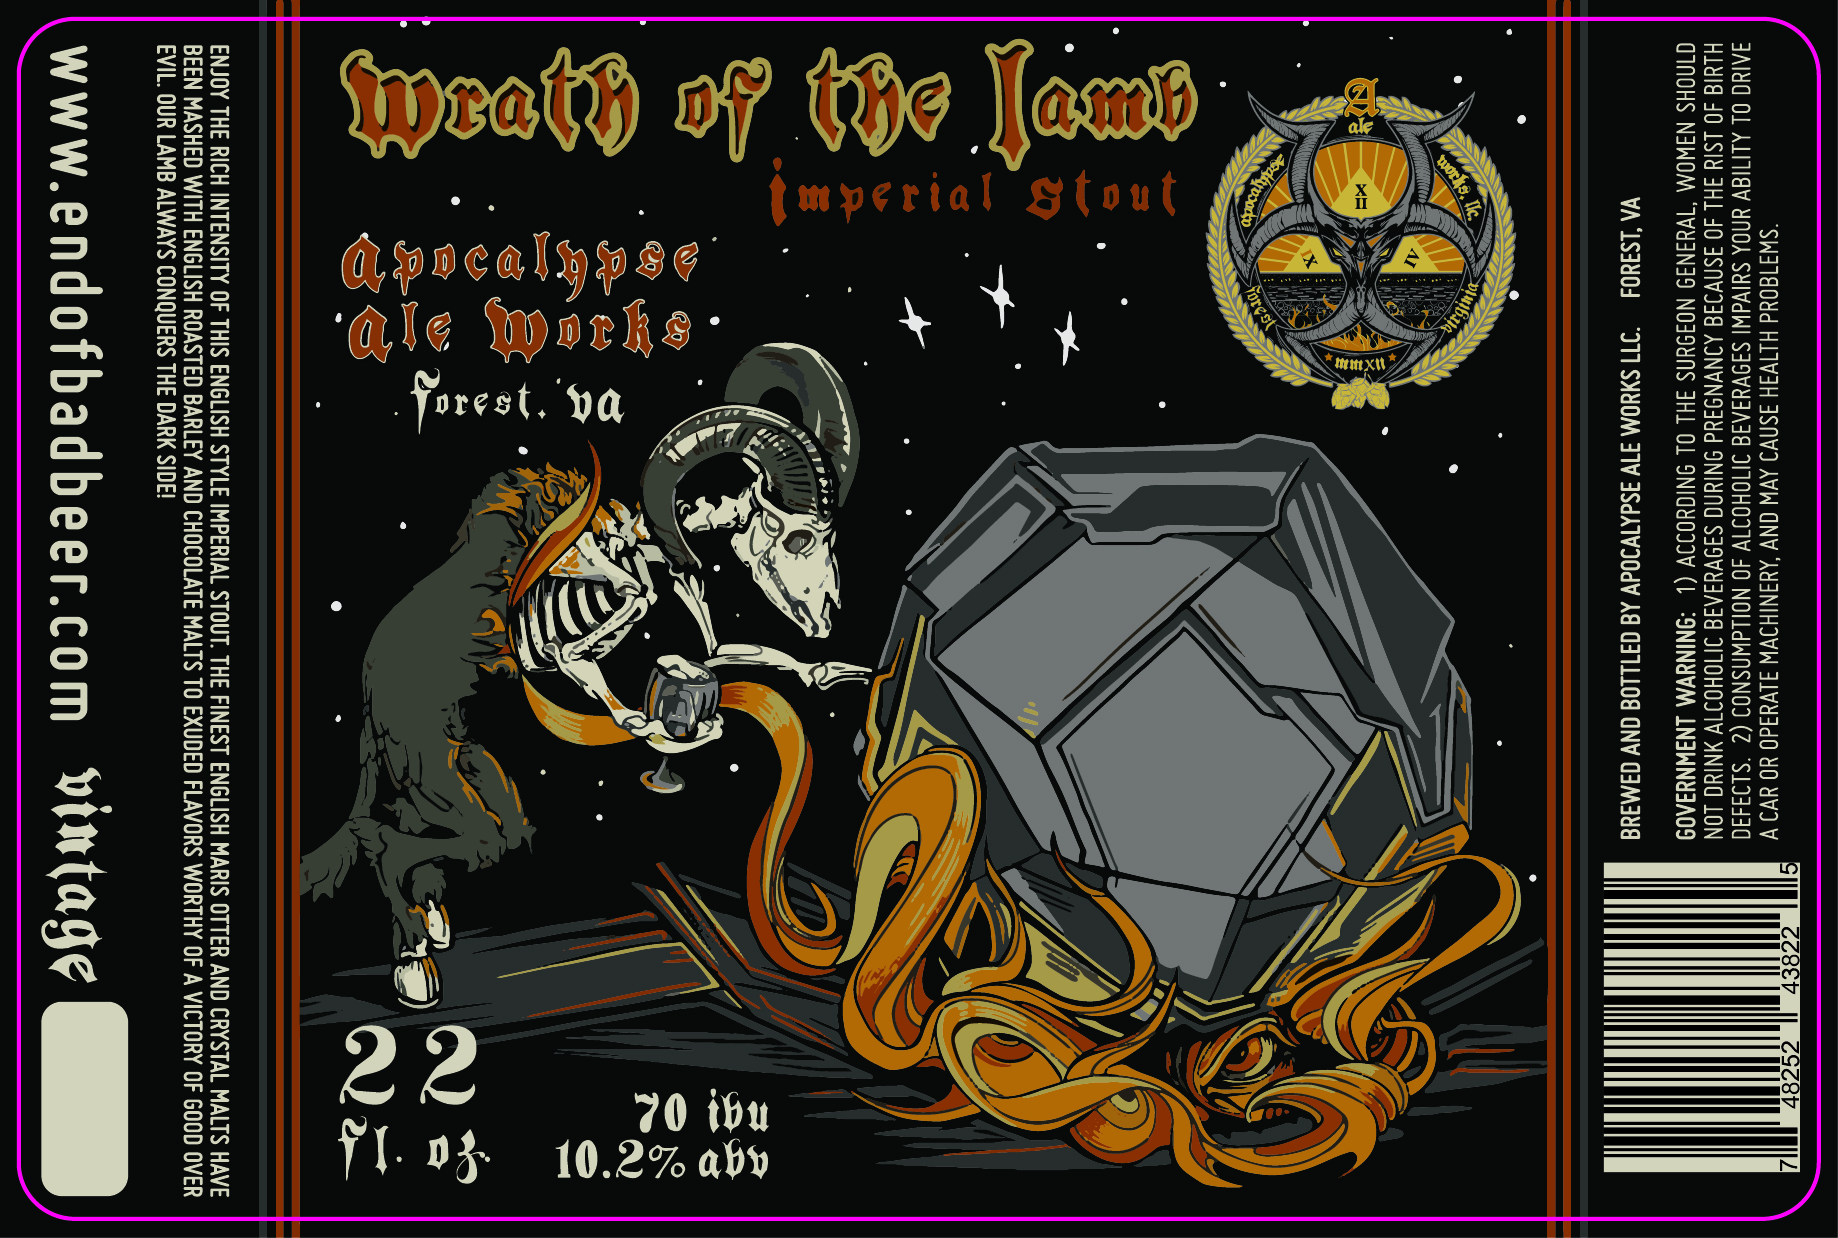 www.endofbadbeer.com vintage
ENJOY THE RICH INTENSITY OF THIS ENGLISH STYLE IMPERIAL STOUT. THE FINEST ENGLISH MARIS OTTER AND CRYSTAL MALTS HAVE
BEEN MASHED WITH ENGLISH ROASTED BARLEY AND CHOCOLATE MALTS TO EXUDED FLAVORS WORTHY OF A VICTORY OF GOOD OVER
EVIL. OUR LAMB ALWAYS CONQUERS THE DARK SIDE!
Wrath of the Lamb
Imperial Stout
Apocalypse
Ale Works
Forest. Va
A
ale
apocalypse
works, llc.
X
II
X
IV
forest
virginia
mmxii
22
fl. oz.
70 ibu
10.2% abv
BREWED AND BOTTLED BY APOCALYPSE ALE WORKS LLC. FOREST, VA
GOVERNMENT WARNING: 1) ACCORDING TO THE SURGEON GENERAL, WOMEN SHOULD
NOT DRINK ALCOHOLIC BEVERAGES DURING PREGNANCY BECAUSE OF THE RIST OF BIRTH
DEFECTS. 2) CONSUMPTION OF ALCOHOLIC BEVERAGES IMPAIRS YOUR ABILITY TO DRIVE
A CAR OR OPERATE MACHINERY, AND MAY CAUSE HEALTH PROBLEMS.
7 48252 43822 5